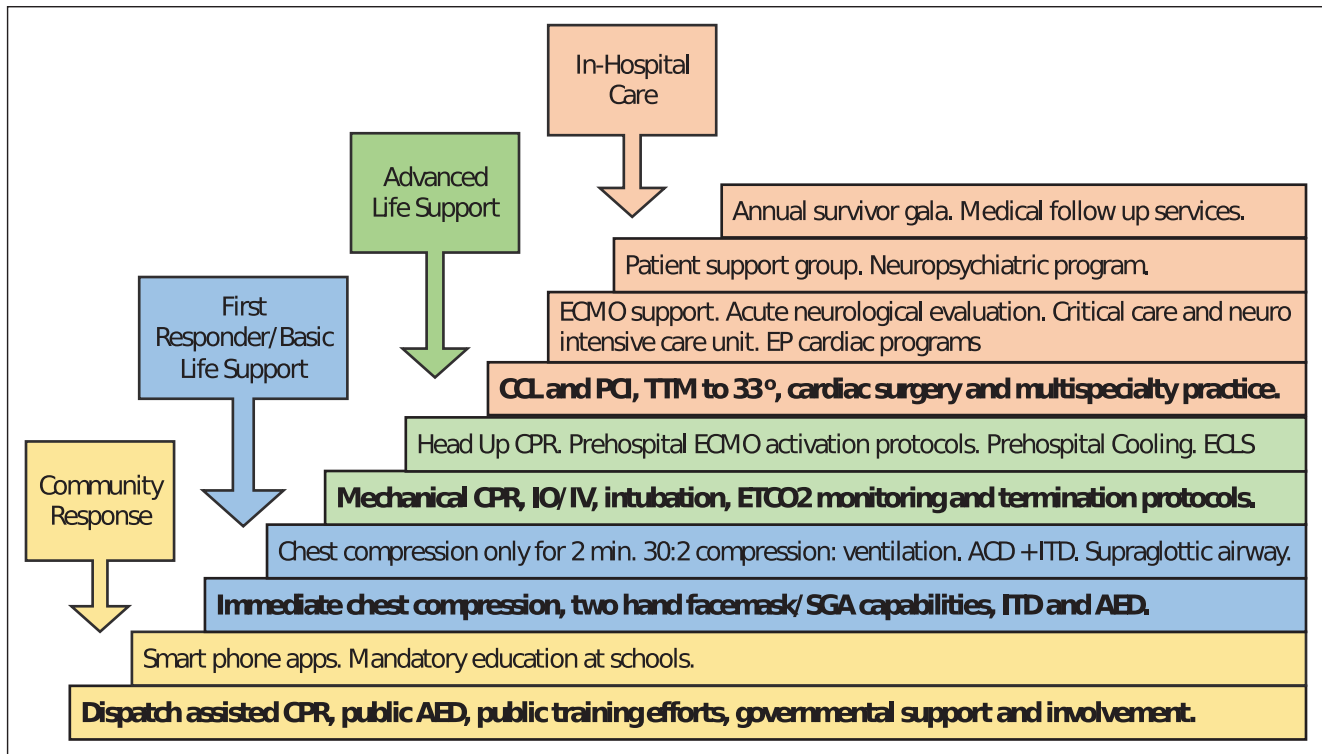 In-Hospital
Care
Advanced
Life Support
First
Responder/Basic
Life Support
Community
Response
Annual survivor gala. Medical follow up services.
Patient support group. Neuropsychiatric program.
ECMO support. Acute neurological evaluation. Critical care and neuro
intensive care unit. EP cardiac programs
CCL and PCI, TTM to 33º, cardiac surgery and multispecialty practice.
Head Up CPR. Prehospital ECMO activation protocols. Prehospital Cooling. ECLS
Mechanical CPR, IO/IV, intubation, ETCO2 monitoring and termination protocols.
Chest compression only for 2 min. 30:2 compression: ventilation. ACD + ITD. Supraglottic airway.
Immediate chest compression, two hand facemask/SGA capabilities, ITD and AED.
Smart phone apps. Mandatory education at schools.
Dispatch assisted CPR, public AED, public training efforts, governmental support and involvement.